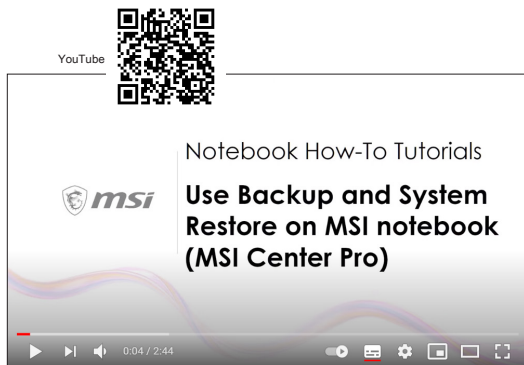 YouTube
Notebook How-To Tutorials
msi
Use Backup and System
Restore on MSI notebook
(MSI Center Pro)
0:04 / 2:44